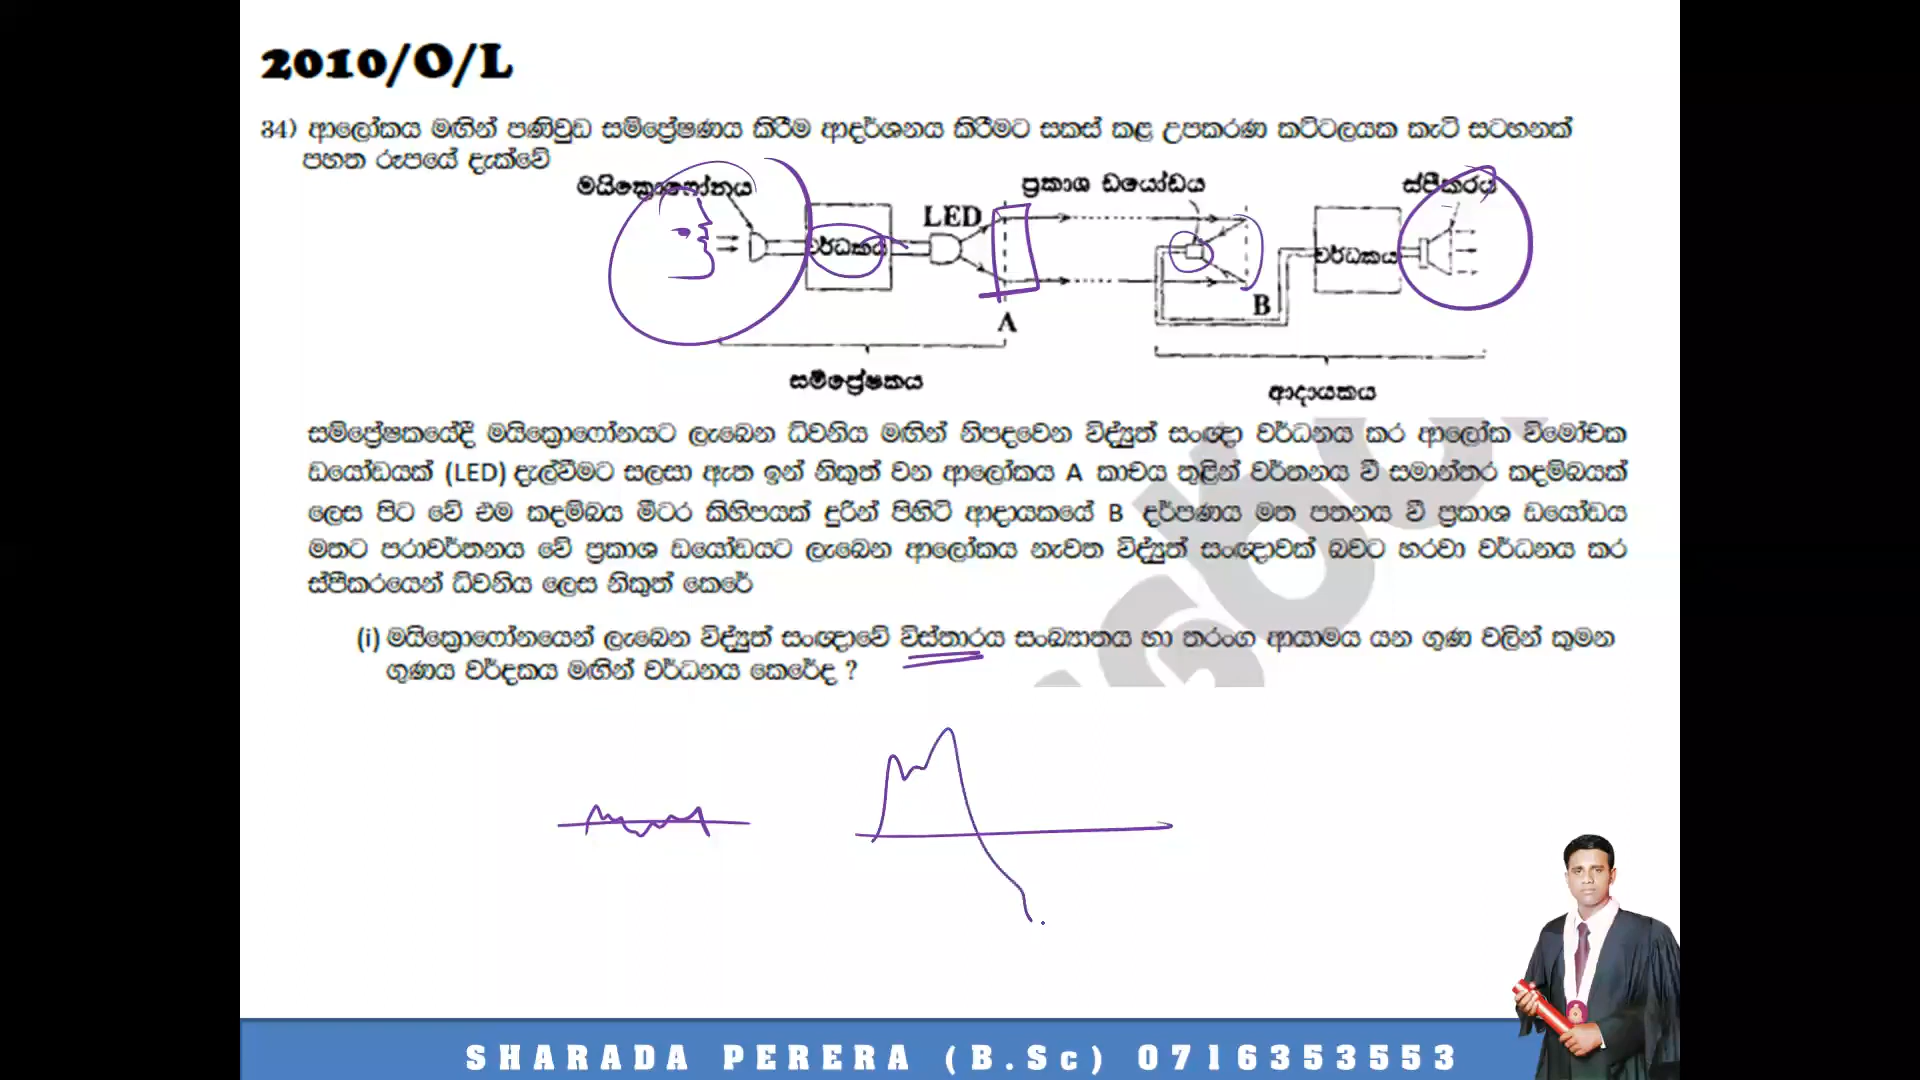 2010/O/L
34) ආලෝකය මඟින් පණිවුඩ සම්ප්‍රේෂණය කිරීම ආදර්ශනය කිරීමට සකස් කළ උපකරණ කට්ටලයක කැටි සටහනක්
පහත රූපයේ දැක්වේ
මයික්‍රොෆෝනය
ප්‍රකාශ ඩයෝඩය
ස්පීකරය
LED
වර්ධකය
වර්ධකය
B
A
සම්ප්‍රේෂකය
ආදායකය
සම්ප්‍රේෂකයේදී මයික්‍රොෆෝනයට ලැබෙන ධ්වනිය මඟින් නිපදවෙන විද්‍යුත් සංඥා වර්ධනය කර ආලෝක විමෝචක
ඩයෝඩයක් (LED) දැල්වීමට සලසා ඇත ඉන් නිකුත් වන ආලෝකය A කාචය තුළින් වර්තනය වී සමාන්තර කදම්බයක්
ලෙස පිට වේ එම කදම්බය මීටර කිහිපයක් දුරින් පිහිටි ආදායකයේ B දර්පණය මත පතනය වී ප්‍රකාශ ඩයෝඩය
මතට පරාවර්තනය වේ ප්‍රකාශ ඩයෝඩයට ලැබෙන ආලෝකය නැවත විද්‍යුත් සංඥාවක් බවට හරවා වර්ධනය කර
ස්පීකරයෙන් ධ්වනිය ලෙස නිකුත් කෙරේ
(i) මයික්‍රොෆෝනයෙන් ලැබෙන විද්‍යුත් සංඥාවේ විස්තාරය සංඛ්‍යාතය හා තරංග ආයාමය යන ගුණ වලින් කුමන
ගුණය වර්දකය මඟින් වර්ධනය කෙරේද ?
SHARADA PERERA (B.Sc) 0716353553